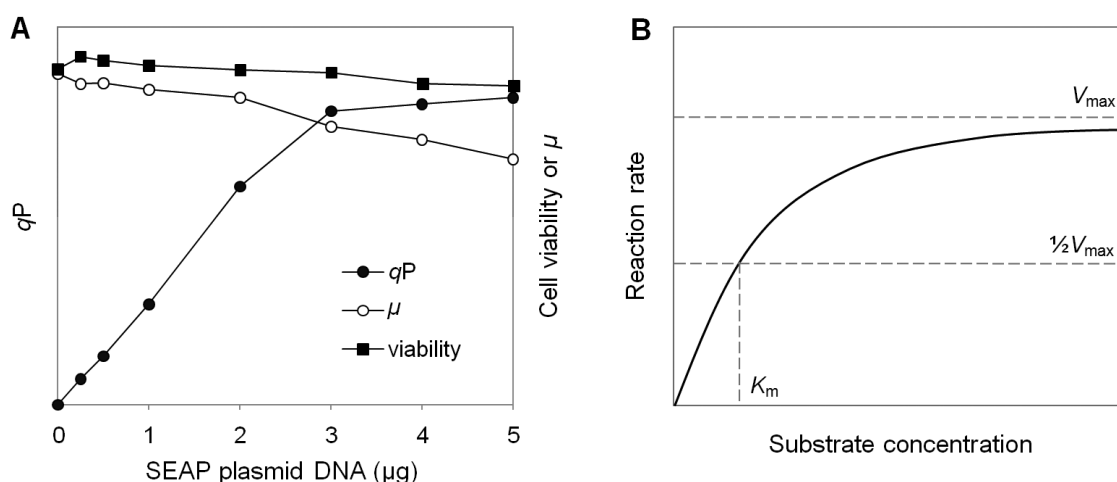 A
qP
qP
μ
viability
Cell viability or μ
0 1 2 3 4 5
SEAP plasmid DNA (μg)
B
Reaction rate
Vmax
½Vmax
Km
Substrate concentration